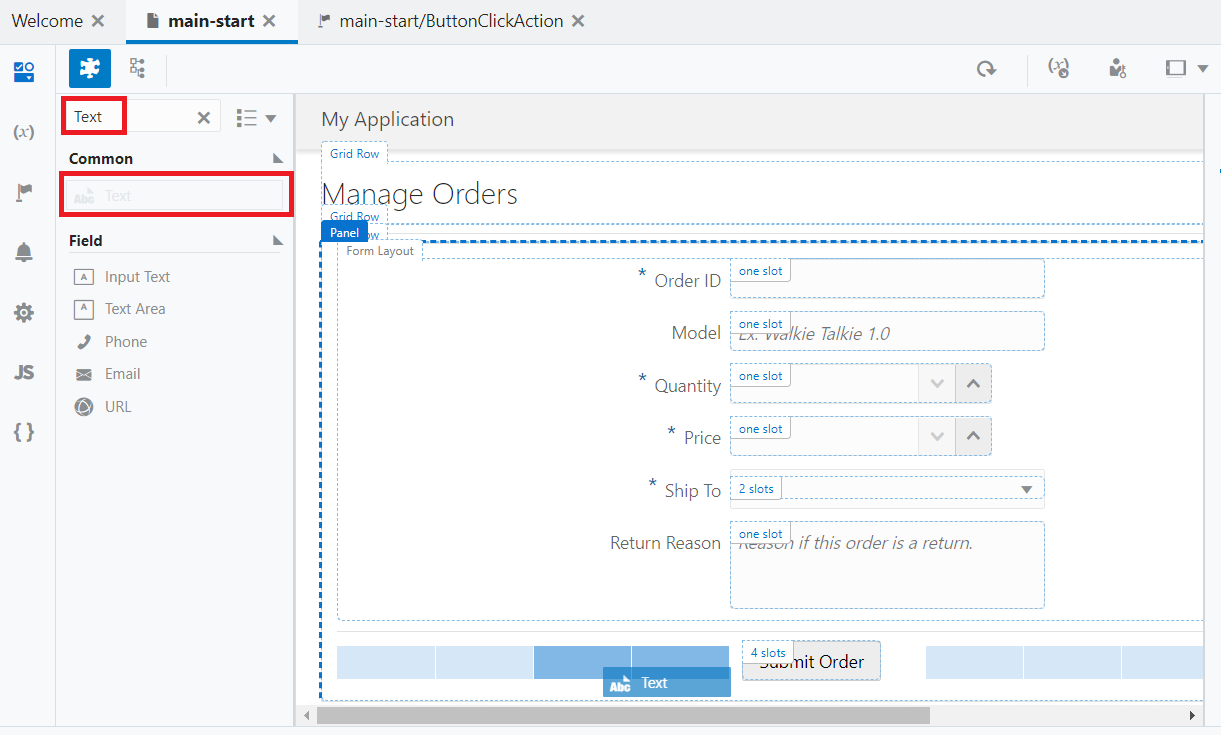 Welcome
main-start
main-start/ButtonClickAction
(x)
Text
Common
Abc Text
Field
A Input Text
A Text Area
Phone
Email
URL
JS
{ }
My Application
Grid Row
Manage Orders
Grid Row
Panel
Form Layout
* Order ID one slot
Model one slot Ex: Walkie Talkie 1.0
* Quantity one slot
* Price one slot
* Ship To 2 slots
Return Reason one slot Reason if this order is a return.
4 slots
Submit Order
Abc Text